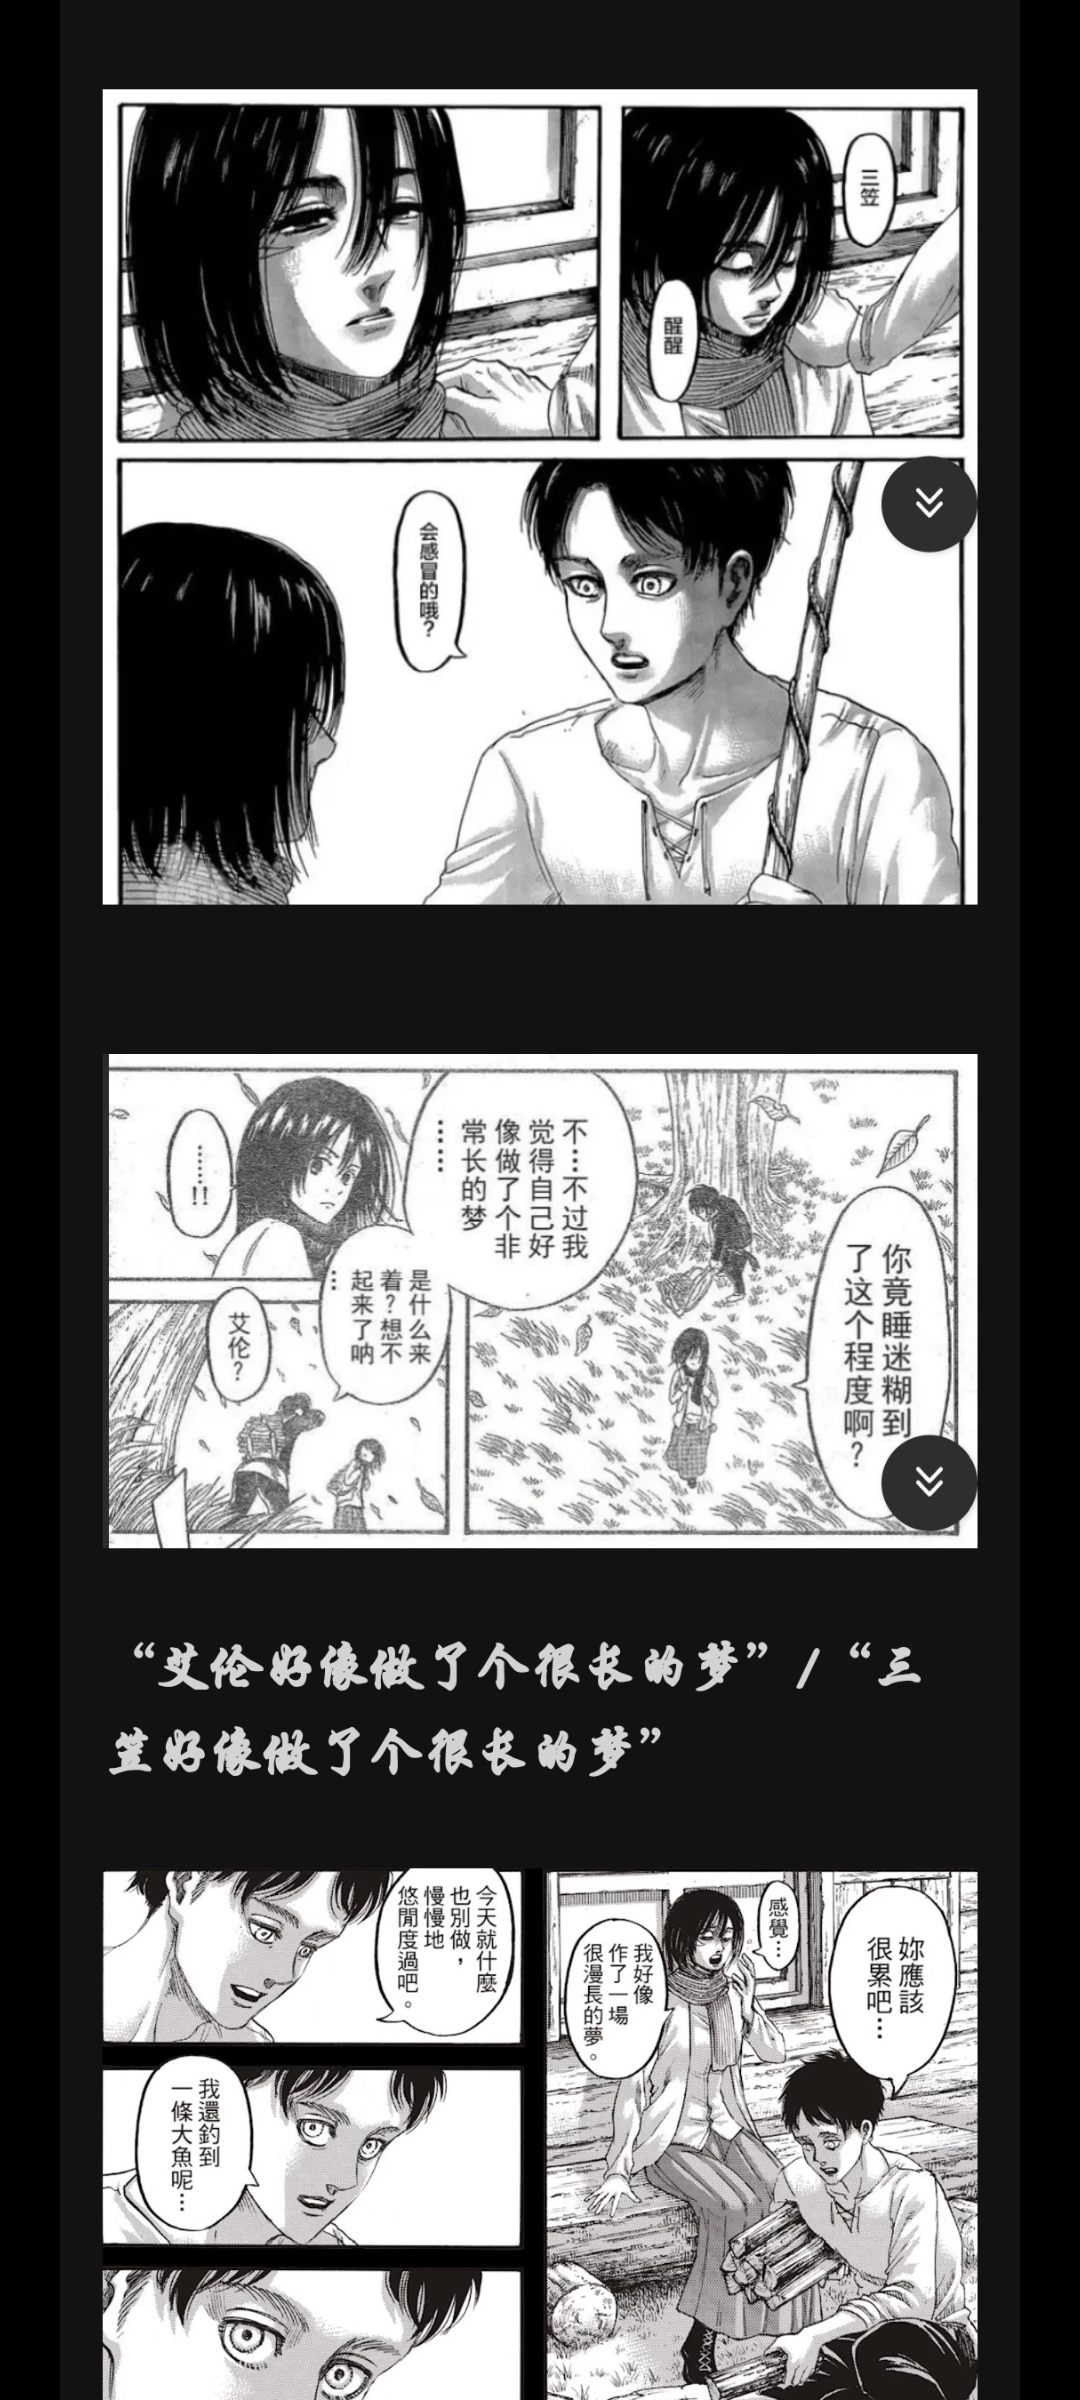 三笠
醒醒
会感冒的哦？
你竟睡迷糊到
了这个程度啊？
不…不过我
觉得自己好
像做了个非
常长的梦
……
……!!
是什么来
着？想不
起来了呐
…
艾伦？
“艾伦好像做了个很长的梦”/“三
笠好像做了个很长的梦”
妳應該
很累吧…
感覺…
我好像
作了一場
很漫長的夢。
今天就什麼
也別做，
慢慢地
悠閒度過吧。
我還釣到
一條大魚呢…